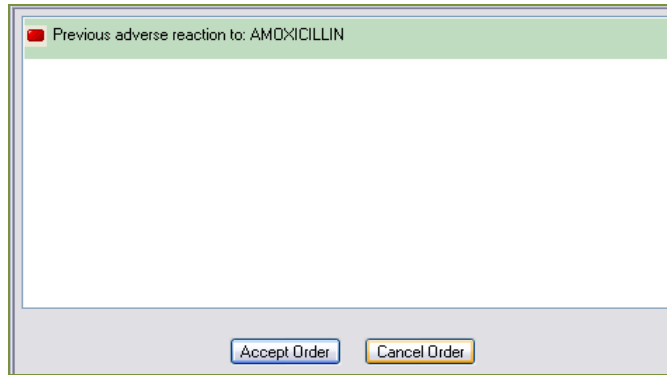 Previous adverse reaction to: AMOXICILLIN
Accept Order
Cancel Order